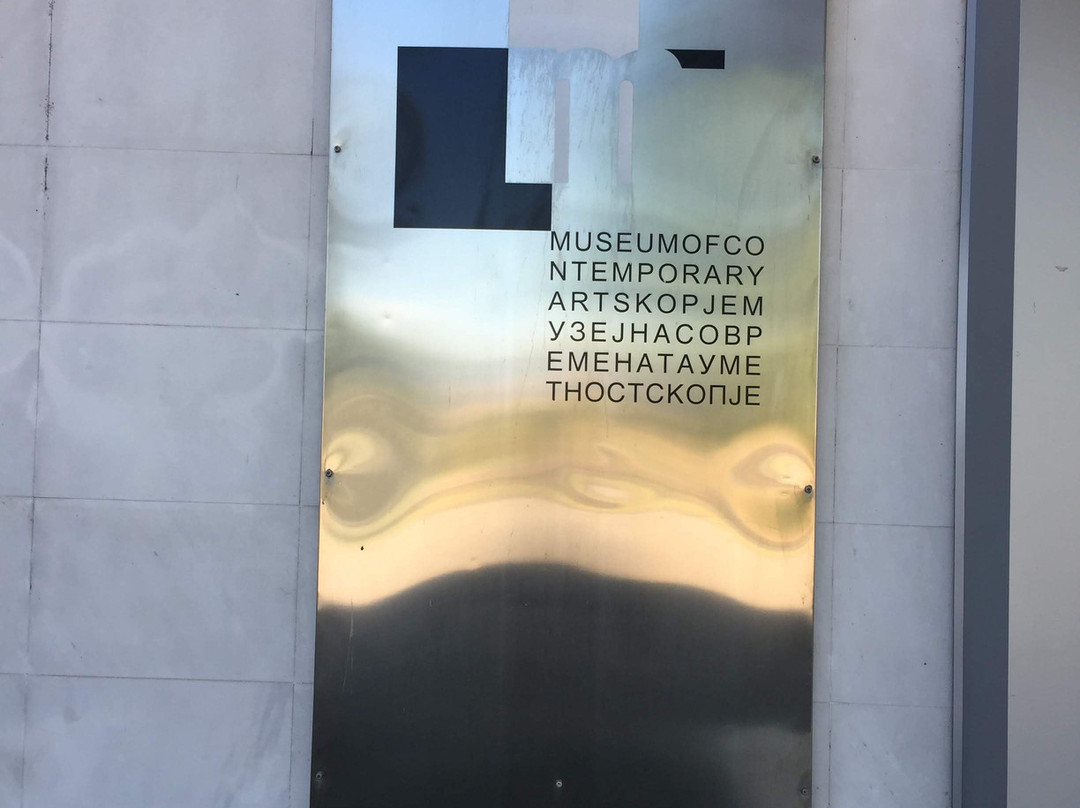 MUSEUMOFCO
NTEMPORARY
ARTSKOPJEM
УЗЕЈНАСОВР
ЕМЕНАТАУМЕ
ТНОСТСКОПЈЕ